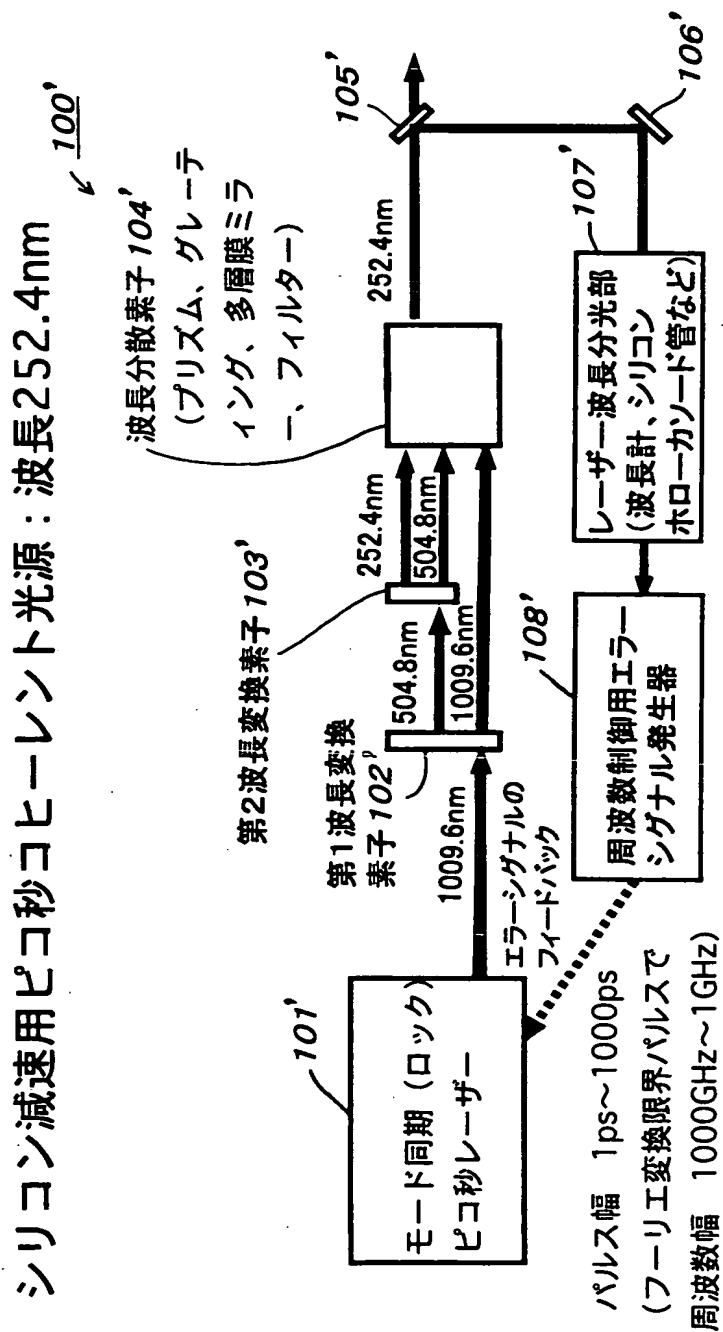 シリコン減速用ピコ秒コヒーレント光源：波長252.4nm
100'
波長分散素子104'
(プリズム、グレーテ
ィング、多層膜ミラ
ー、フィルター)
第2波長変換素子103'
第1波長変換
素子102'
101'
モード同期（ロック）
ピコ秒レーザー
1009.6nm
504.8nm
1009.6nm
252.4nm
504.8nm
252.4nm
105'
106'
107'
レーザー波長分光部
(波長計、シリコン
ホローカソード管など)
108'
周波数制御用エラー
シグナル発生器
エラーシグナルの
フィードバック
パルス幅 1ps～1000ps
(フーリエ変換限界パルスで
周波数幅 1000GHz～1GHz)